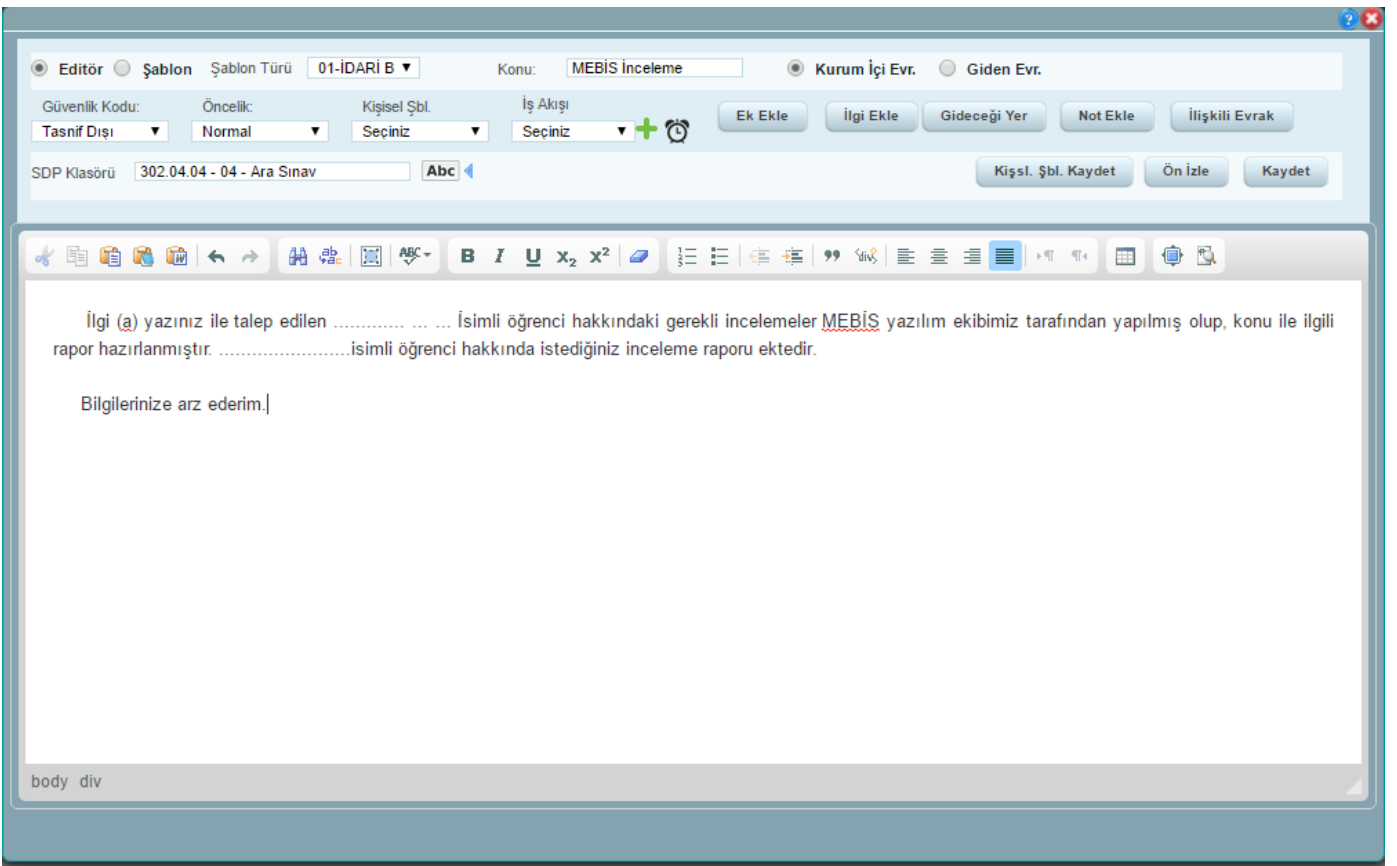 Editör Şablon Şablon Türü 01-İDARİ B Konu: MEBİS İnceleme Kurum İçi Evr. Giden Evr.
Güvenlik Kodu: Öncelik: Kişisel Şbl. İş Akışı
Tasnif Dışı Normal Seçiniz Seçiniz Ek Ekle İlgi Ekle Gideceği Yer Not Ekle İlişkili Evrak
SDP Klasörü 302.04.04 - 04 - Ara Sınav Abc Kişsl. Şbl. Kaydet Ön İzle Kaydet
ABC B I U x₂ x²
İlgi (a) yazınız ile talep edilen ............. ... ... İsimli öğrenci hakkındaki gerekli incelemeler MEBİS yazılım ekibimiz tarafından yapılmış olup, konu ile ilgili
rapor hazırlanmıştır. ........................isimli öğrenci hakkında istediğiniz inceleme raporu ektedir.
Bilgilerinize arz ederim.
body div